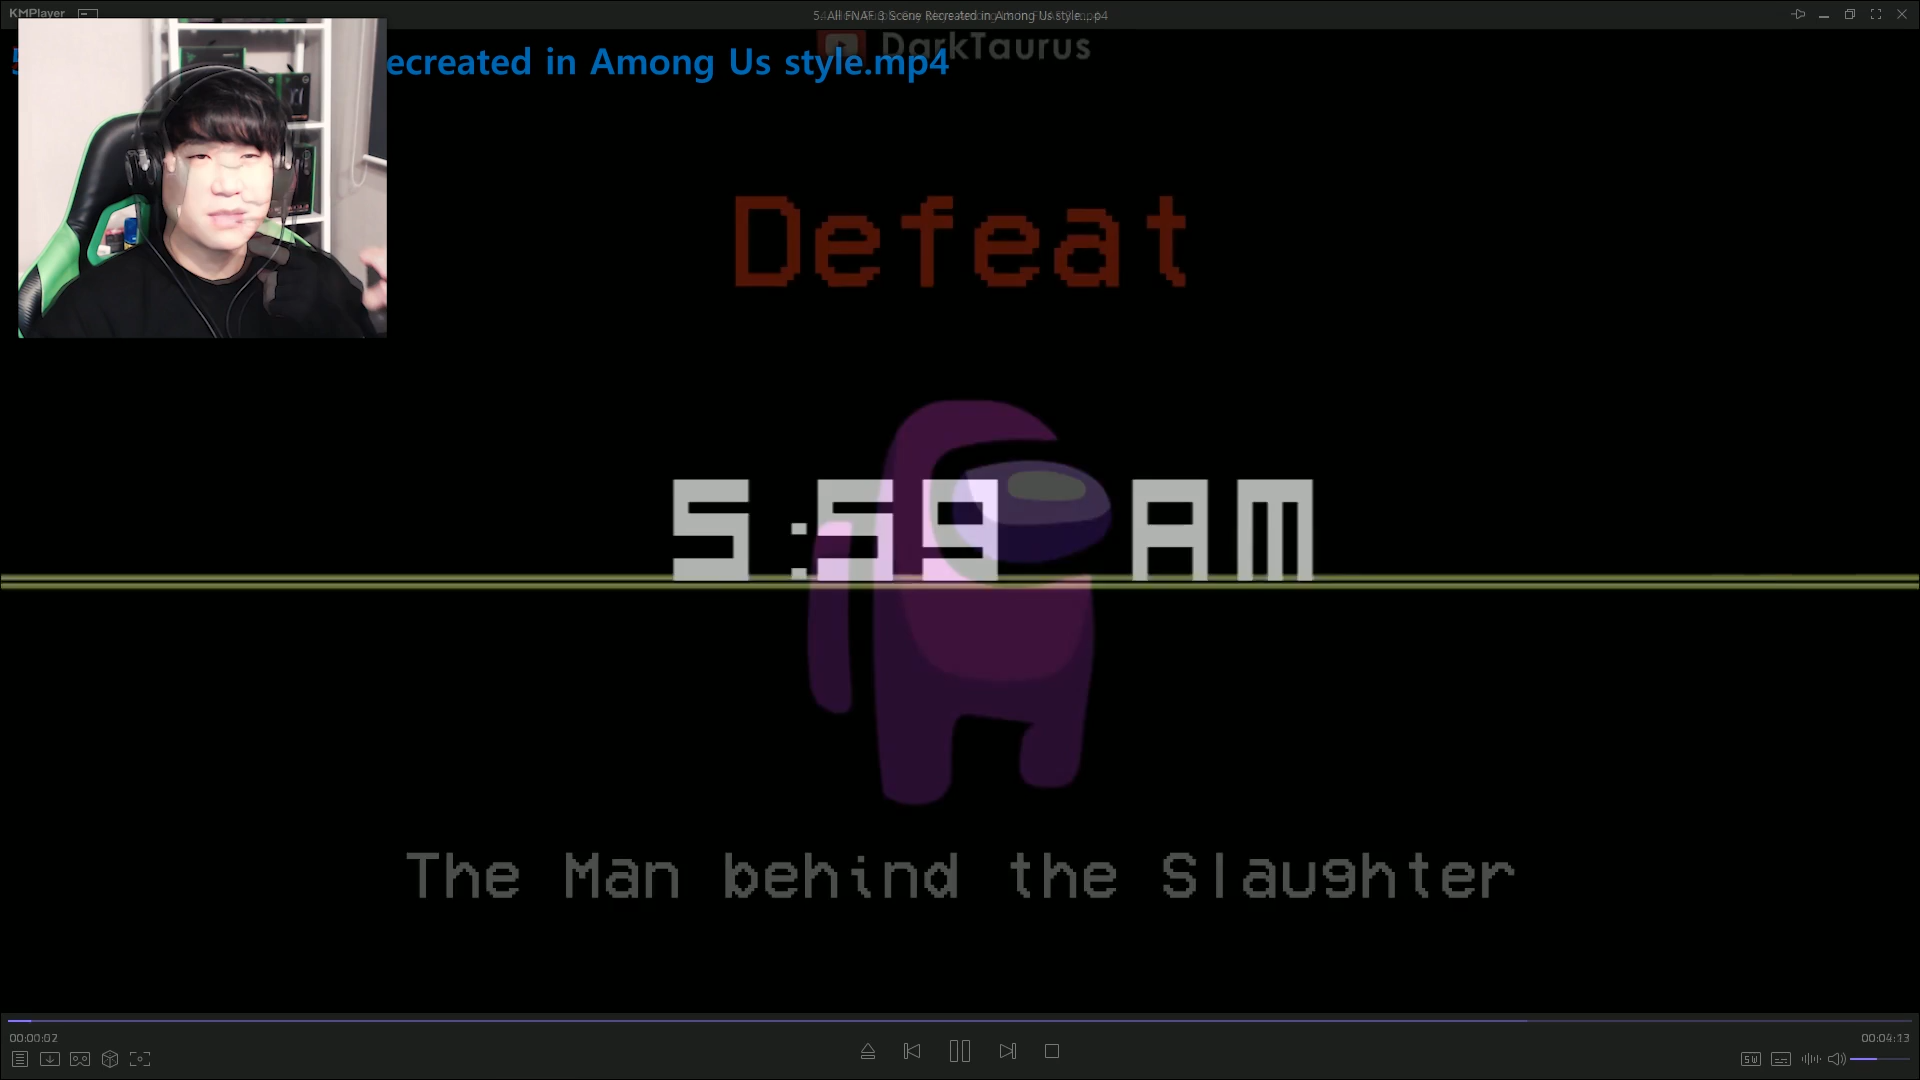 KMPlayer
5. All FNAF 3 Scene Recreated in Among Us style.mp4
DarkTaurus
ecreated in Among Us style.mp4
Defeat
5:59 AM
The Man behind the Slaughter
00:00:02
00:04:13
SW